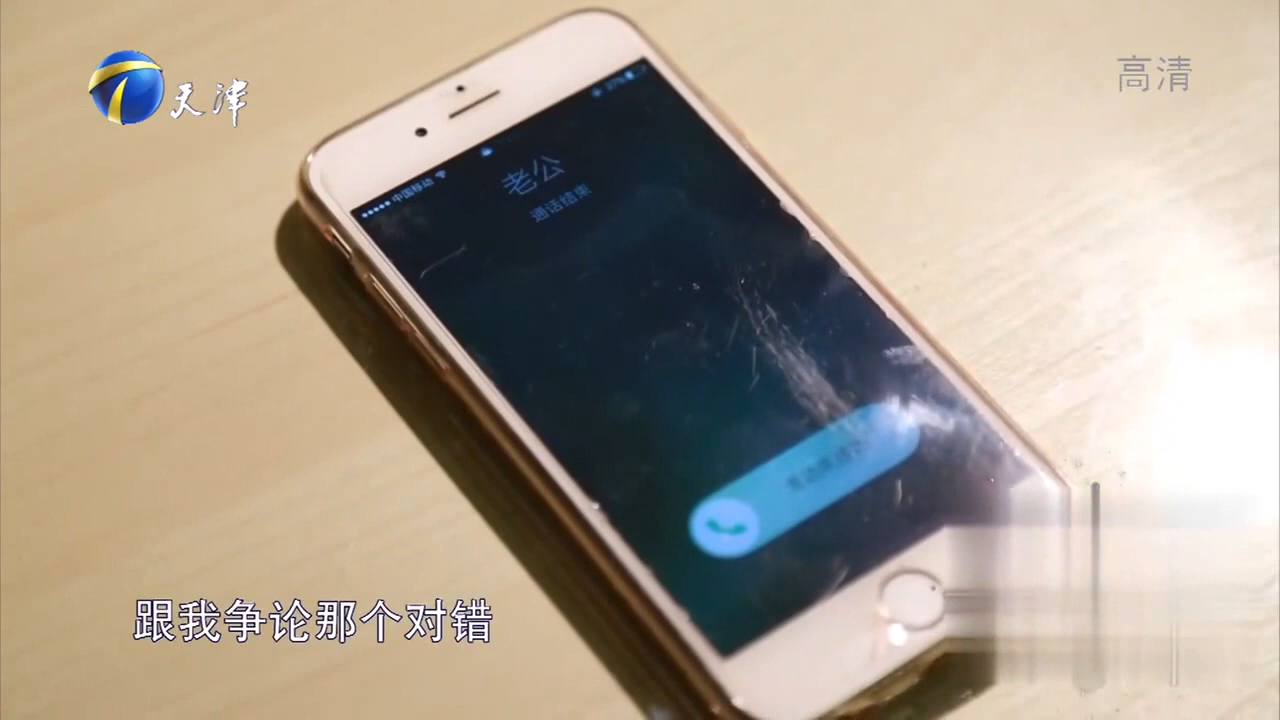 天津
高清
中国移动
老公
通话结束
跟我争论那个对错